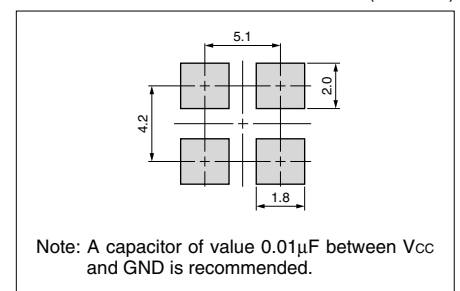 5.1
2.0
4.2
1.8
Note: A capacitor of value 0.01μF between Vcc
and GND is recommended.